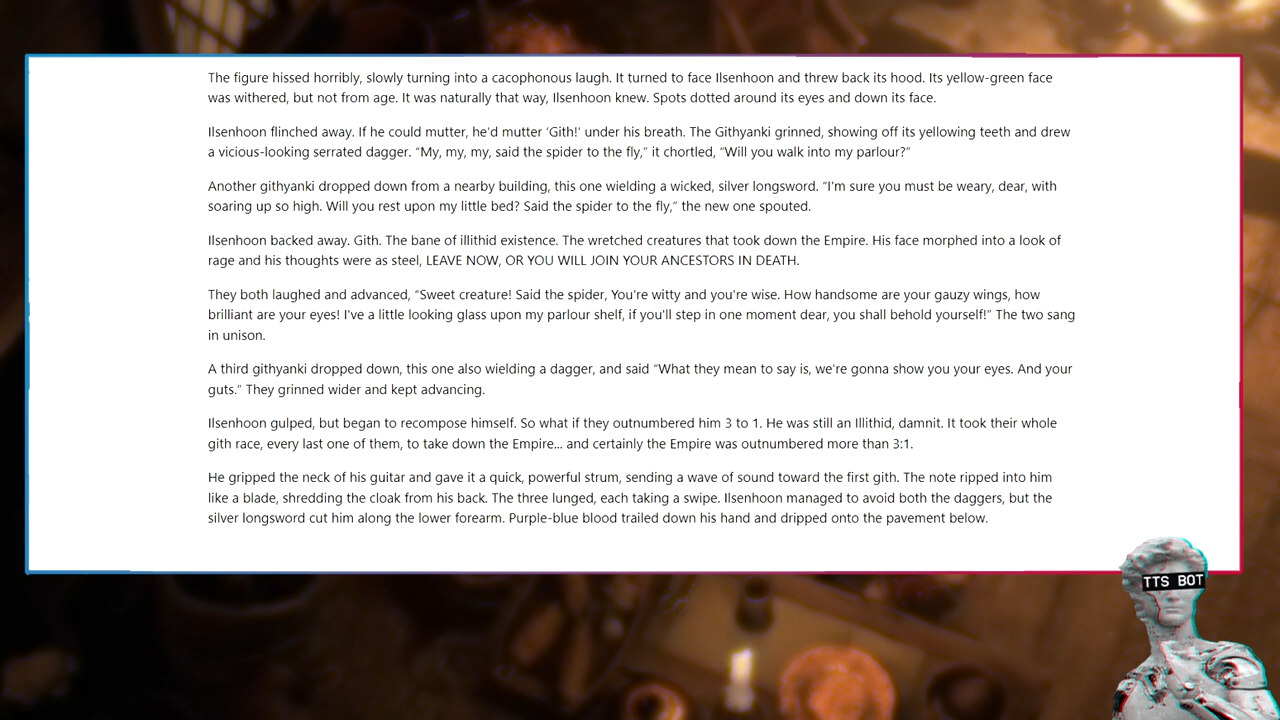 The figure hissed horribly, slowly turning into a cacophonous laugh. It turned to face Ilsenhoon and threw back its hood. Its yellow-green face
was withered, but not from age. It was naturally that way, Ilsenhoon knew. Spots dotted around its eyes and down its face.
Ilsenhoon flinched away. If he could mutter, he’d mutter ‘Gith!’ under his breath. The Githyanki grinned, showing off its yellowing teeth and drew
a vicious-looking serrated dagger. “My, my, my, said the spider to the fly,” it chortled, “Will you walk into my parlour?”
Another githyanki dropped down from a nearby building, this one wielding a wicked, silver longsword. “I’m sure you must be weary, dear, with
soaring up so high. Will you rest upon my little bed? Said the spider to the fly,” the new one spouted.
Ilsenhoon backed away. Gith. The bane of illithid existence. The wretched creatures that took down the Empire. His face morphed into a look of
rage and his thoughts were as steel, LEAVE NOW, OR YOU WILL JOIN YOUR ANCESTORS IN DEATH.
They both laughed and advanced, “Sweet creature! Said the spider, You’re witty and you're wise. How handsome are your gauzy wings, how
brilliant are your eyes! I've a little looking glass upon my parlour shelf, if you'll step in one moment dear, you shall behold yourself!” The two sang
in unison.
A third githyanki dropped down, this one also wielding a dagger, and said “What they mean to say is, we’re gonna show you your eyes. And your
guts.” They grinned wider and kept advancing.
Ilsenhoon gulped, but began to recompose himself. So what if they outnumbered him 3 to 1. He was still an Illithid, damnit. It took their whole
gith race, every last one of them, to take down the Empire… and certainly the Empire was outnumbered more than 3:1.
He gripped the neck of his guitar and gave it a quick, powerful strum, sending a wave of sound toward the first gith. The note ripped into him
like a blade, shredding the cloak from his back. The three lunged, each taking a swipe. Ilsenhoon managed to avoid both the daggers, but the
silver longsword cut him along the lower forearm. Purple-blue blood trailed down his hand and dripped onto the pavement below.
TTS BOT